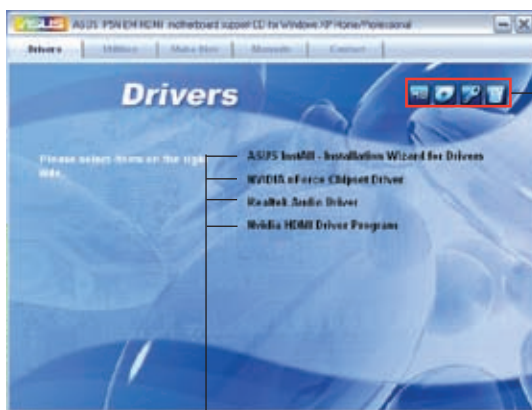 ASUS P5N-EM HDMI motherboard support CD for Windows XP Home/Professional
Drivers Utilities Make Disk Manuals Contact
Drivers
Please select items on the right side.
ASUS InstAll - Installation Wizard for Drivers
NVIDIA nForce Chipset Driver
Realtek Audio Driver
Nvidia HDMI Driver Program